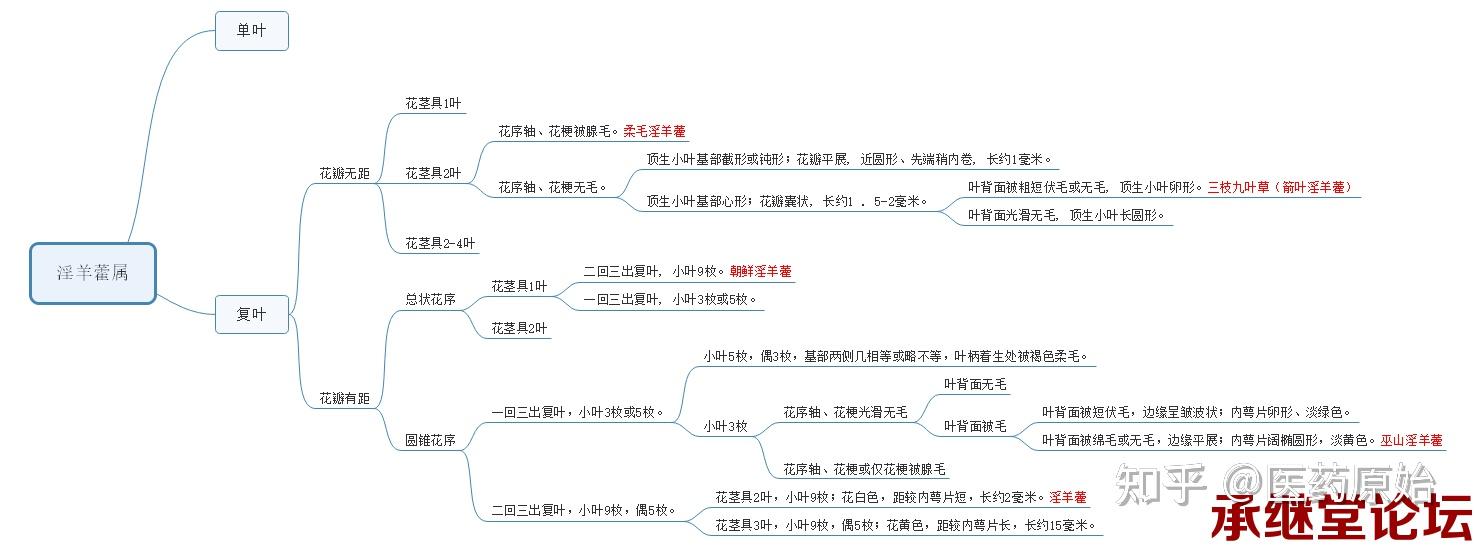 单叶
花茎具1叶
花序轴、花梗被腺毛。柔毛淫羊藿
顶生小叶基部截形或钝形；花瓣平展, 近圆形、先端稍内卷, 长约1毫米。
花瓣无距
花茎具2叶
花序轴、花梗无毛。
叶背面被粗短伏毛或无毛, 顶生小叶卵形。三枝九叶草（箭叶淫羊藿）
顶生小叶基部心形；花瓣囊状, 长约1 . 5-2毫米。
叶背面光滑无毛, 顶生小叶长圆形。
花茎具2-4叶
淫羊藿属
二回三出复叶, 小叶9枚。朝鲜淫羊藿
花茎具1叶
总状花序
一回三出复叶, 小叶3枚或5枚。
复叶
花茎具2叶
小叶5枚，偶3枚，基部两侧几相等或略不等，叶柄着生处被褐色柔毛。
叶背面无毛
花瓣有距
一回三出复叶，小叶3枚或5枚。
花序轴、花梗光滑无毛
叶背面被短伏毛，边缘呈皱波状；内萼片卵形、淡绿色。
小叶3枚
叶背面被毛
圆锥花序
叶背面被绵毛或无毛，边缘平展；内萼片阔椭圆形，淡黄色。巫山淫羊藿
花序轴、花梗或仅花梗被腺毛
知乎 @医药原始
花茎具2叶，小叶9枚；花白色，距较内萼片短，长约2毫米。淫羊藿
二回三出复叶，小叶9枚，偶5枚。
花茎具3叶，小叶9枚，偶5枚；花黄色，距较内萼片长，长约15毫米。
承继堂论坛